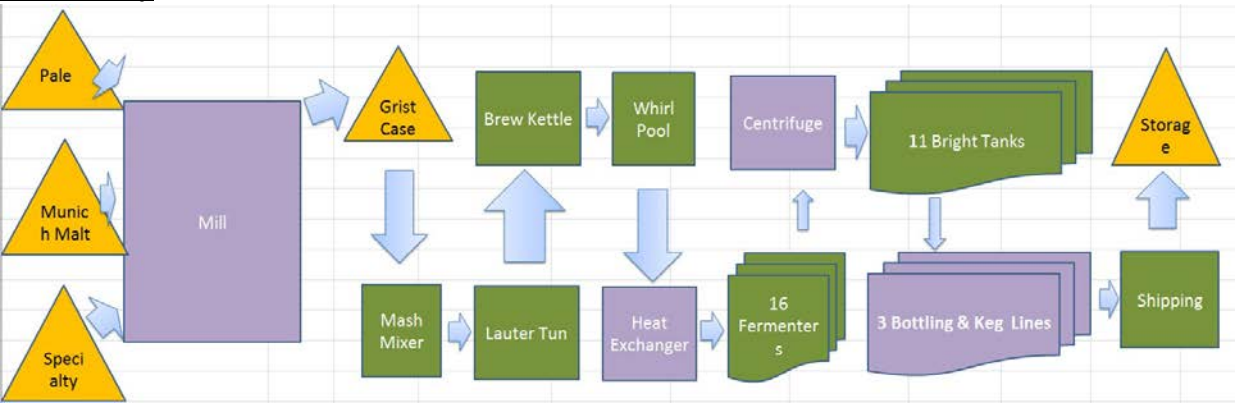 Pale
Munic
h Malt
Speci
alty
Mill
Grist
Case
Mash
Mixer
Lauter Tun
Brew Kettle
Whirl
Pool
Heat
Exchanger
16
Fermenter
s
Centrifuge
11 Bright Tanks
3 Bottling & Keg Lines
Shipping
Storag
e